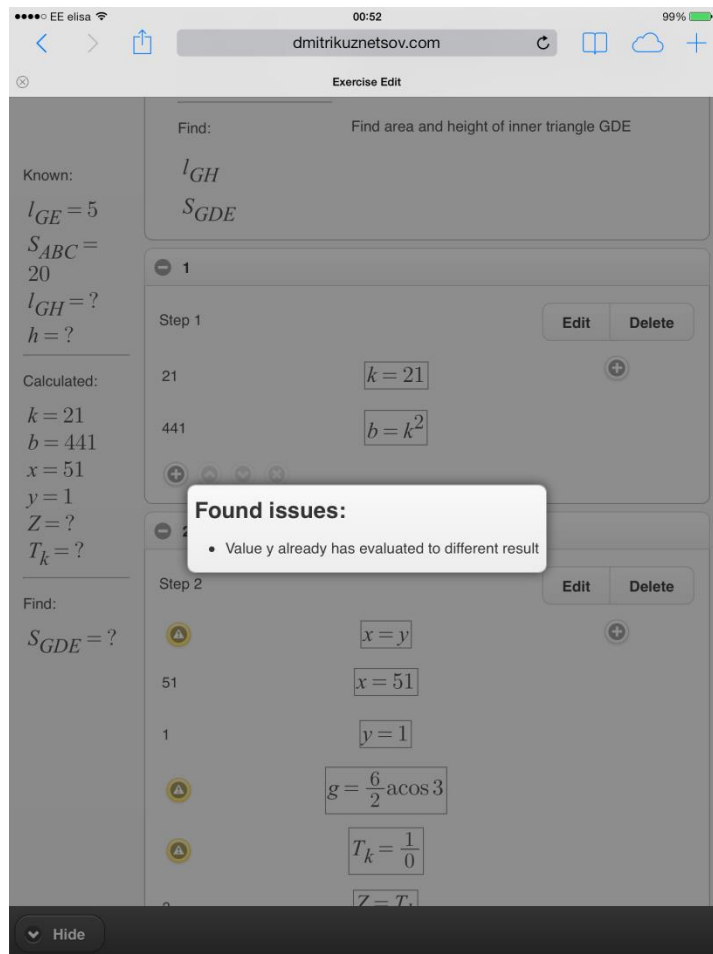 EE elisa 00:52 99%
dmitrikuznetsov.com
Exercise Edit
Find: Find area and height of inner triangle GDE
l_GH
S_GDE
Known:
l_GE = 5
S_ABC =
20
l_GH = ?
h = ?
Calculated:
k = 21
b = 441
x = 51
y = 1
Z = ?
T_k = ?
Find:
S_GDE = ?
1
Step 1 Edit Delete
21 k = 21
441 b = k²
Found issues:
• Value y already has evaluated to different result
Step 2 Edit Delete
x = y
51 x = 51
1 y = 1
g = 6/2 acos 3
T_k = 1/0
Hide